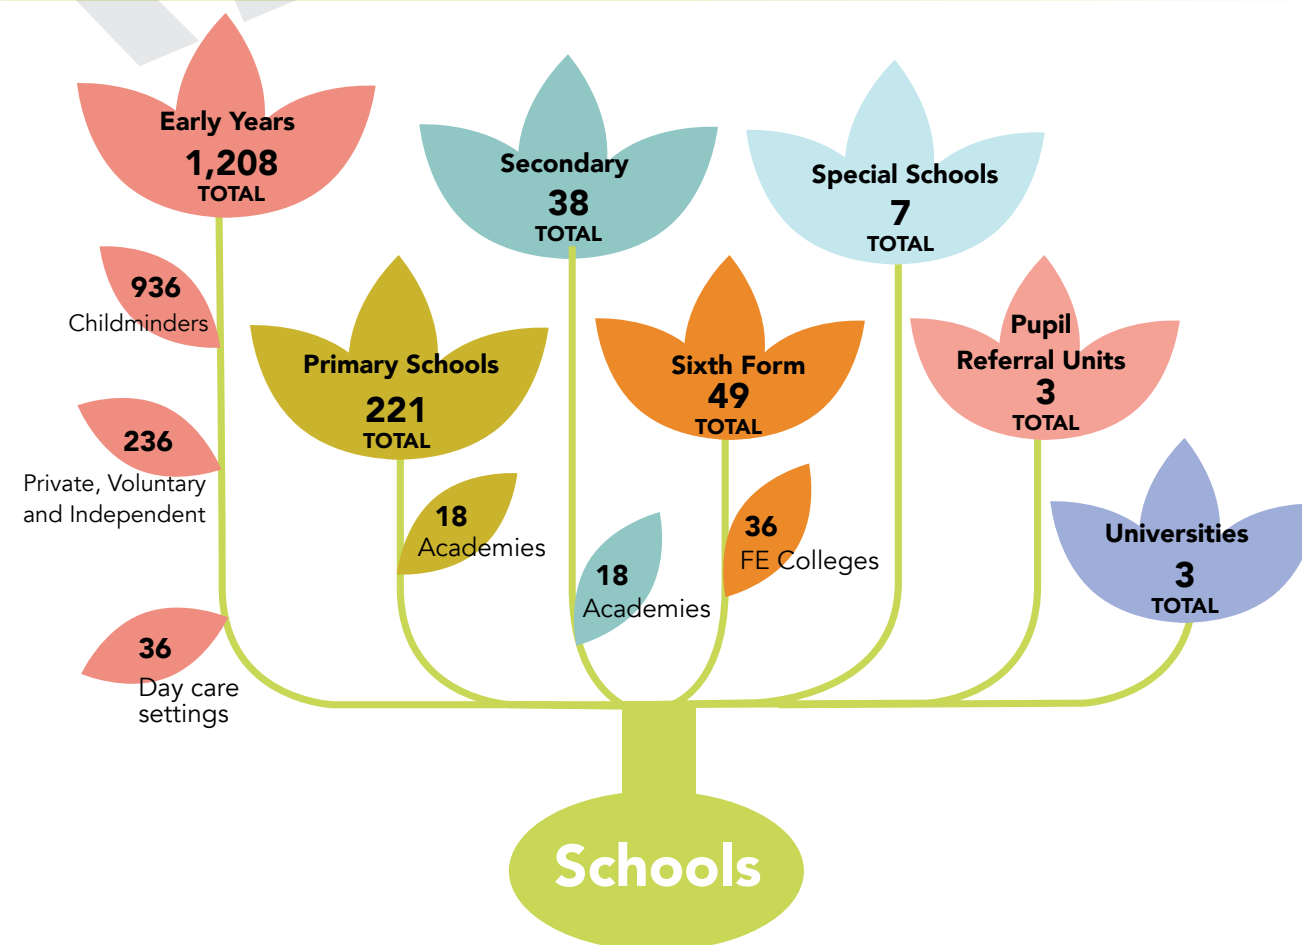 Early Years
1,208
TOTAL
936
Childminders
236
Private, Voluntary
and Independent
36
Day care
settings
Primary Schools
221
TOTAL
18
Academies
Secondary
38
TOTAL
18
Academies
Sixth Form
49
TOTAL
36
FE Colleges
Special Schools
7
TOTAL
Pupil
Referral Units
3
TOTAL
Universities
3
TOTAL
Schools